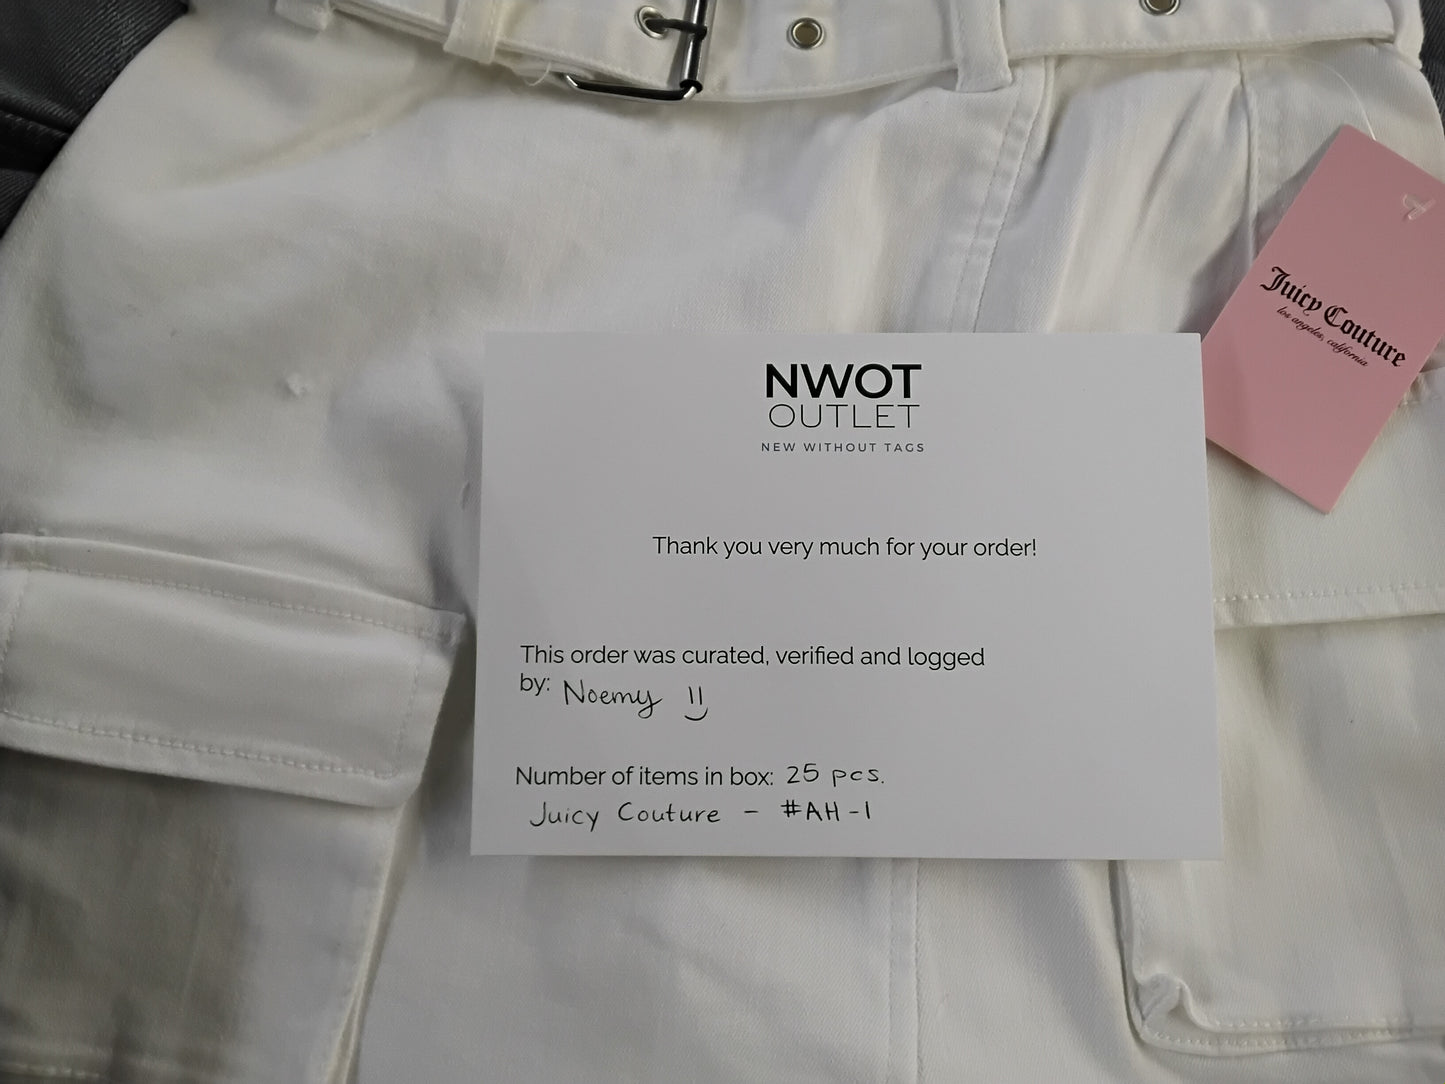 NWOT
OUTLET
NEW WITHOUT TAGS
Thank you very much for your order!
This order was curated, verified and logged
by: Noemy
Number of items in box: 25 pcs.
Juicy Couture - #AH-1
Juicy Couture
los angeles, california